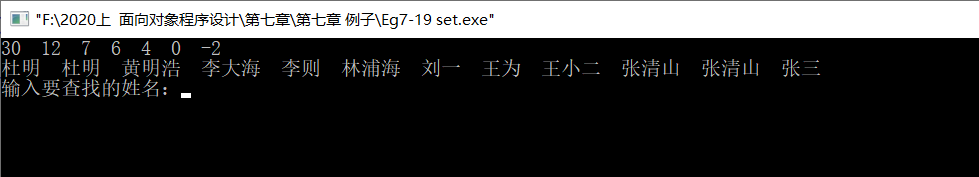 "F:\2020上 面向对象程序设计\第七章\第七章 例子\Eg7-19 set.exe"
30 12 7 6 4 0 -2
杜明 杜明 黄明浩 李大海 李则 林浦海 刘一 王为 王小二 张清山 张清山 张三
输入要查找的姓名：